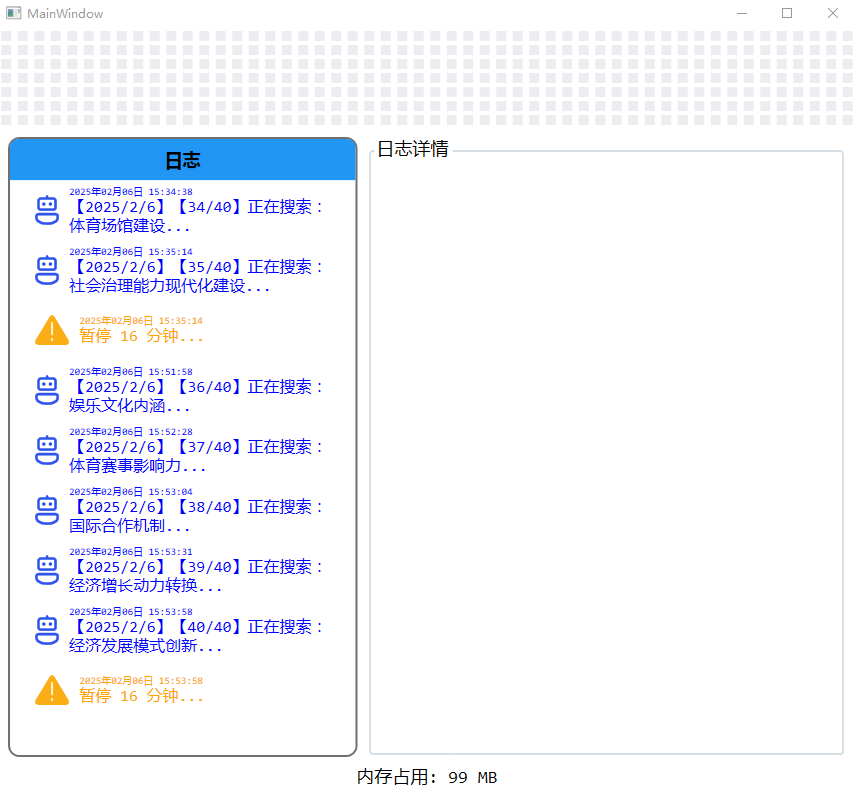 MainWindow
日志
2025年02月06日 15:34:38
【2025/2/6】【34/40】正在搜索：
体育场馆建设...
2025年02月06日 15:35:14
【2025/2/6】【35/40】正在搜索：
社会治理能力现代化建设...
2025年02月06日 15:35:14
暂停 16 分钟...
2025年02月06日 15:51:58
【2025/2/6】【36/40】正在搜索：
娱乐文化内涵...
2025年02月06日 15:52:28
【2025/2/6】【37/40】正在搜索：
体育赛事影响力...
2025年02月06日 15:53:04
【2025/2/6】【38/40】正在搜索：
国际合作机制...
2025年02月06日 15:53:31
【2025/2/6】【39/40】正在搜索：
经济增长动力转换...
2025年02月06日 15:53:58
【2025/2/6】【40/40】正在搜索：
经济发展模式创新...
2025年02月06日 15:53:58
暂停 16 分钟...
日志详情
内存占用: 99 MB